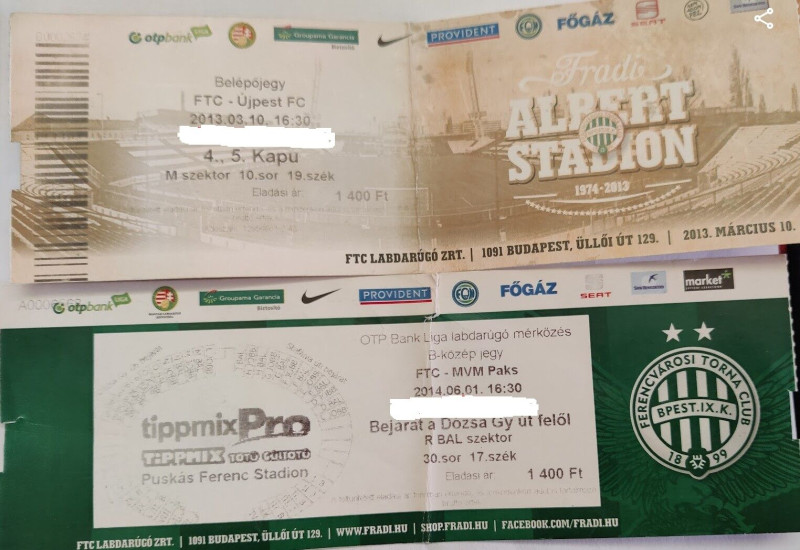 otpbank LIGA
Groupama Garancia
Biztosító
PROVIDENT
FŐGÁZ
SEAT
Belépőjegy
FTC - Újpest FC
2013.03.10. 16:30
4., 5. Kapu
M szektor 10.sor 19.szék
Eladási ár: 1 400 Ft
Fradi
ALBERT
STADION
1974-2013
FTC LABDARÚGÓ ZRT. | 1091 BUDAPEST, ÜLLŐI ÚT 129. | 2013. MÁRCIUS 10.
otpbank LIGA
Groupama Garancia
Biztosító
PROVIDENT
FŐGÁZ
SEAT
market
OTP Bank Liga labdarúgó mérkőzés
B-közép jegy
FTC - MVM Paks
2014.06.01. 16:30
Bejárat a Dózsa Gy út felől
R BAL szektor
30.sor 17.szék
Eladási ár: 1 400 Ft
tippmixPro
TIPPMIX TOTÓ GÓLTOTÓ
Puskás Ferenc Stadion
FERENCVÁROSI TORNA CLUB
BPEST.IX.K.
18 99
FTC LABDARÚGÓ ZRT. | 1091 BUDAPEST, ÜLLŐI ÚT 129. | WWW.FRADI.HU | SHOP.FRADI.HU | FACEBOOK.COM/FRADI.HU